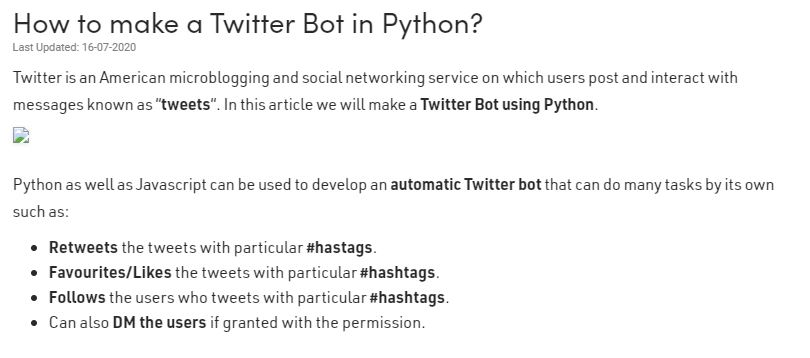 How to make a Twitter Bot in Python?
Last Updated: 16-07-2020
Twitter is an American microblogging and social networking service on which users post and interact with
messages known as “tweets“. In this article we will make a Twitter Bot using Python.
Python as well as Javascript can be used to develop an automatic Twitter bot that can do many tasks by its own
such as:
• Retweets the tweets with particular #hastags.
• Favourites/Likes the tweets with particular #hashtags.
• Follows the users who tweets with particular #hashtags.
• Can also DM the users if granted with the permission.